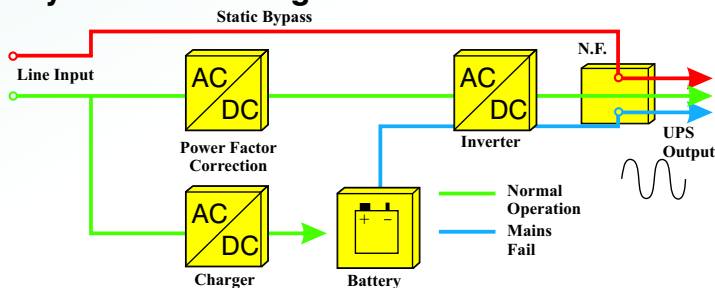 Static Bypass
N.F.
Line Input
AC
DC
AC
DC
Power Factor
Correction
Inverter
UPS
Output
AC
DC
Charger
+ −
Battery
Normal
Operation
Mains
Fail